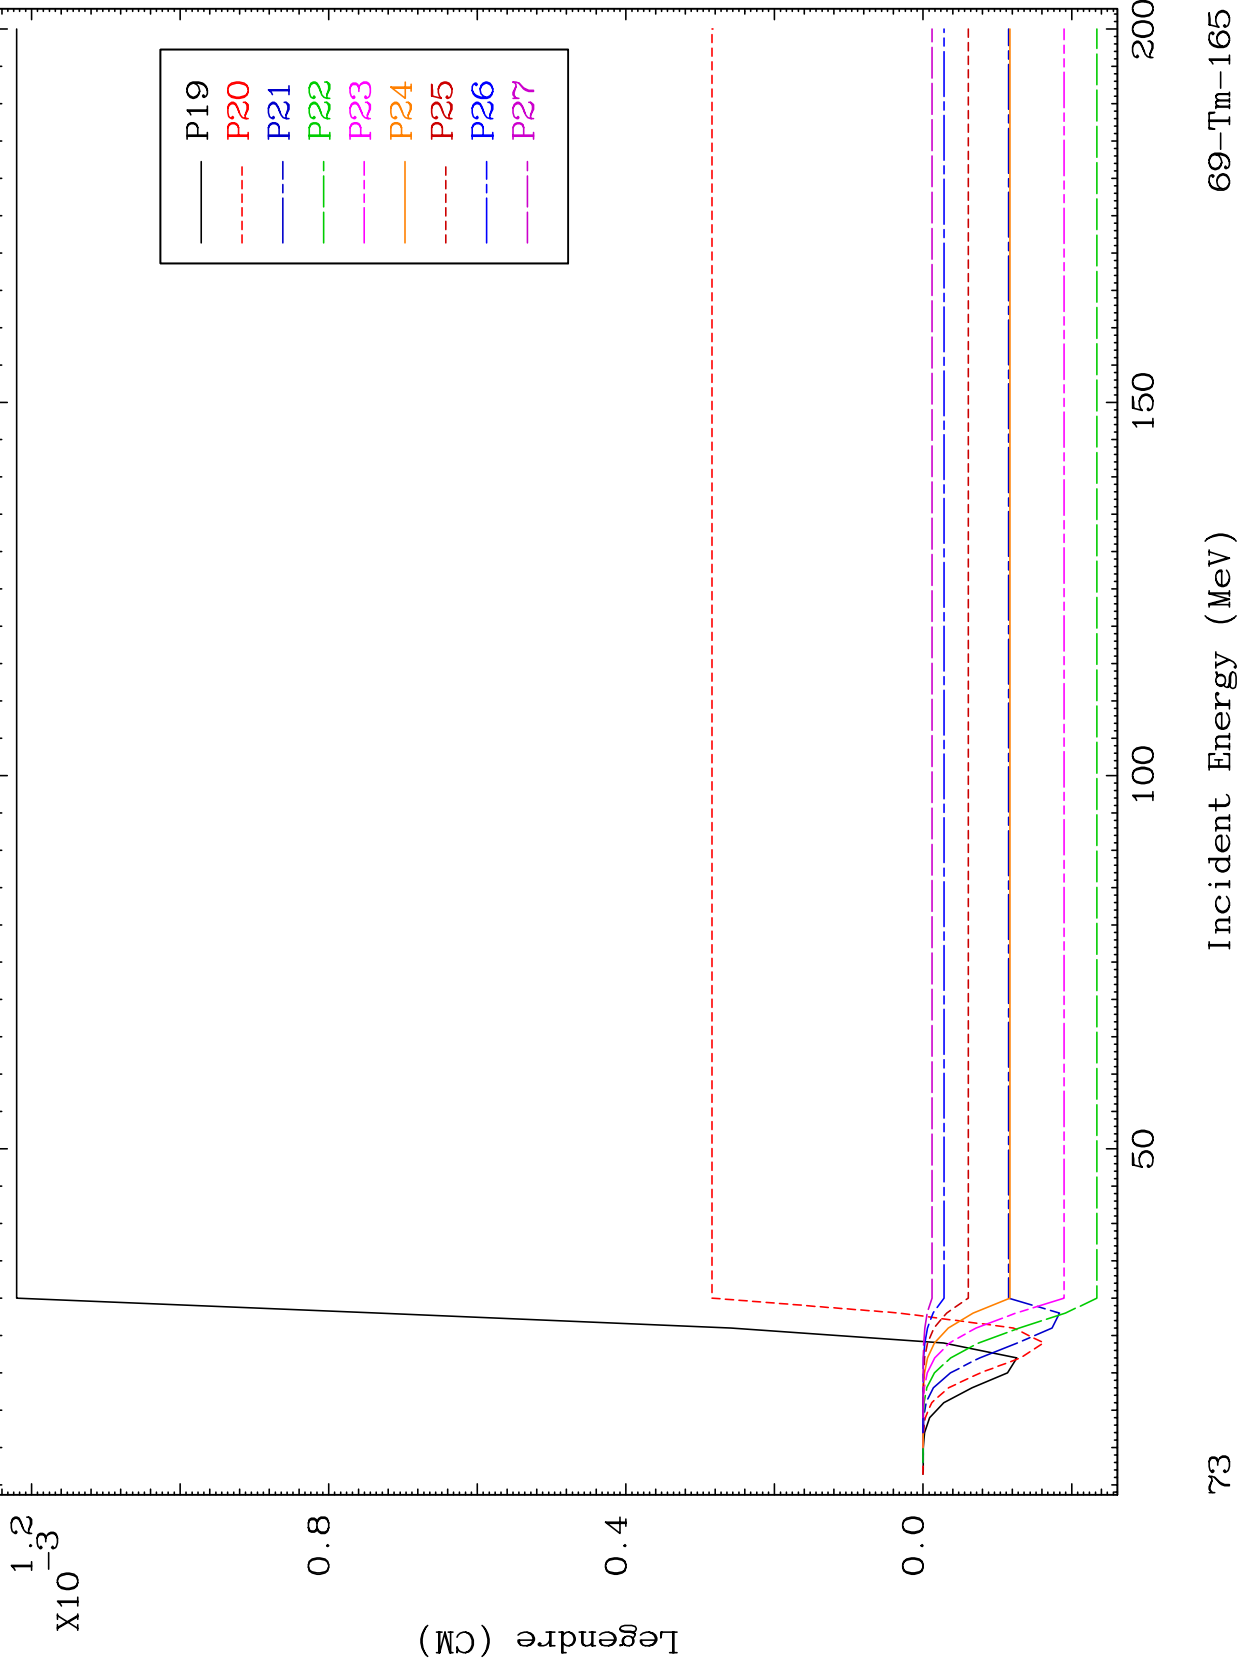 P19
P20
P21
P22
P23
P24
P25
P26
P27
1.2
X10
-3
0.8
0.4
0.0
Legendre (CM)
50
100
150
200
Incident Energy (MeV)
73
69-Tm-165